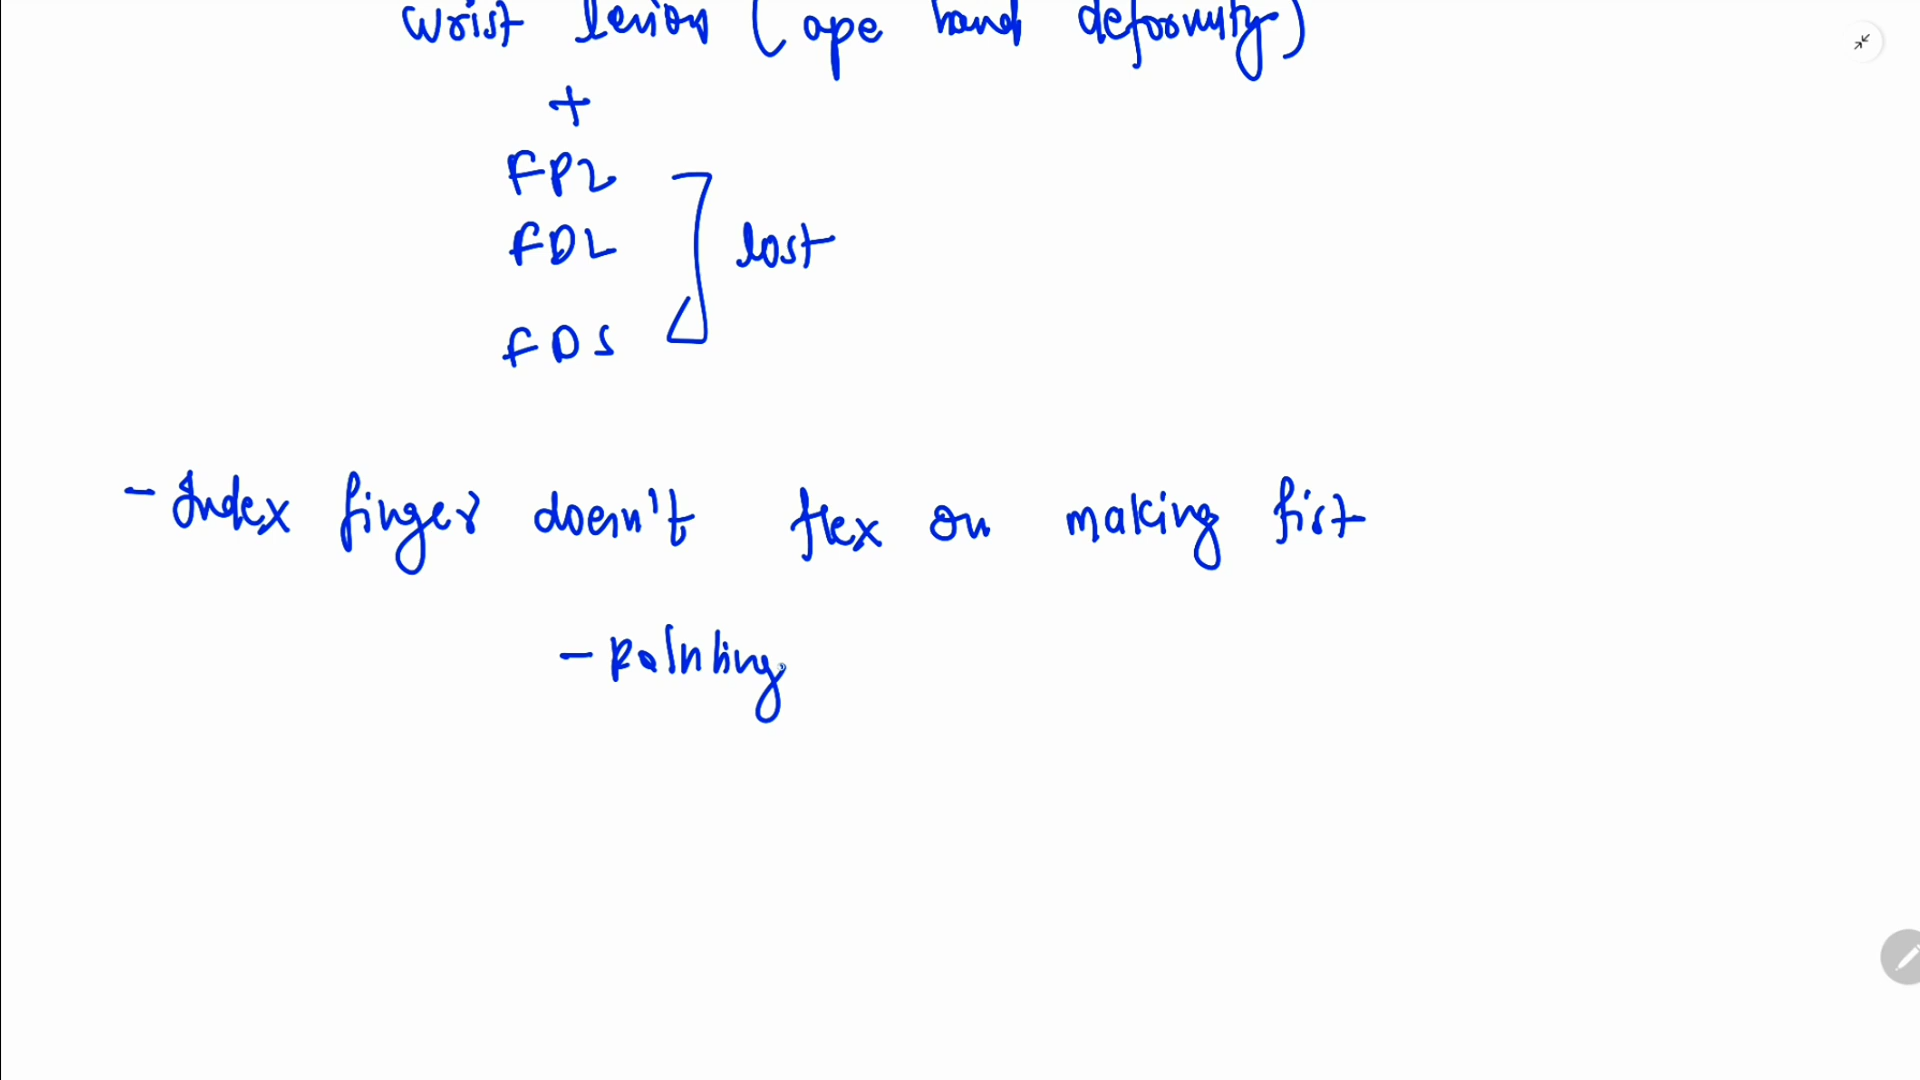 wrist lesion (ape hand deformity)
+
FPL
FDL
lost
FDS
- Index finger doesn't flex on making fist
- Pointing